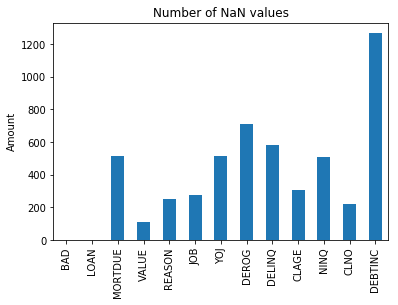 Number of NaN values
Amount
1200
1000
800
600
400
200
0
BAD
LOAN
MORTDUE
VALUE
REASON
JOB
YOJ
DEROG
DELINQ
CLAGE
NINQ
CLNO
DEBTINC